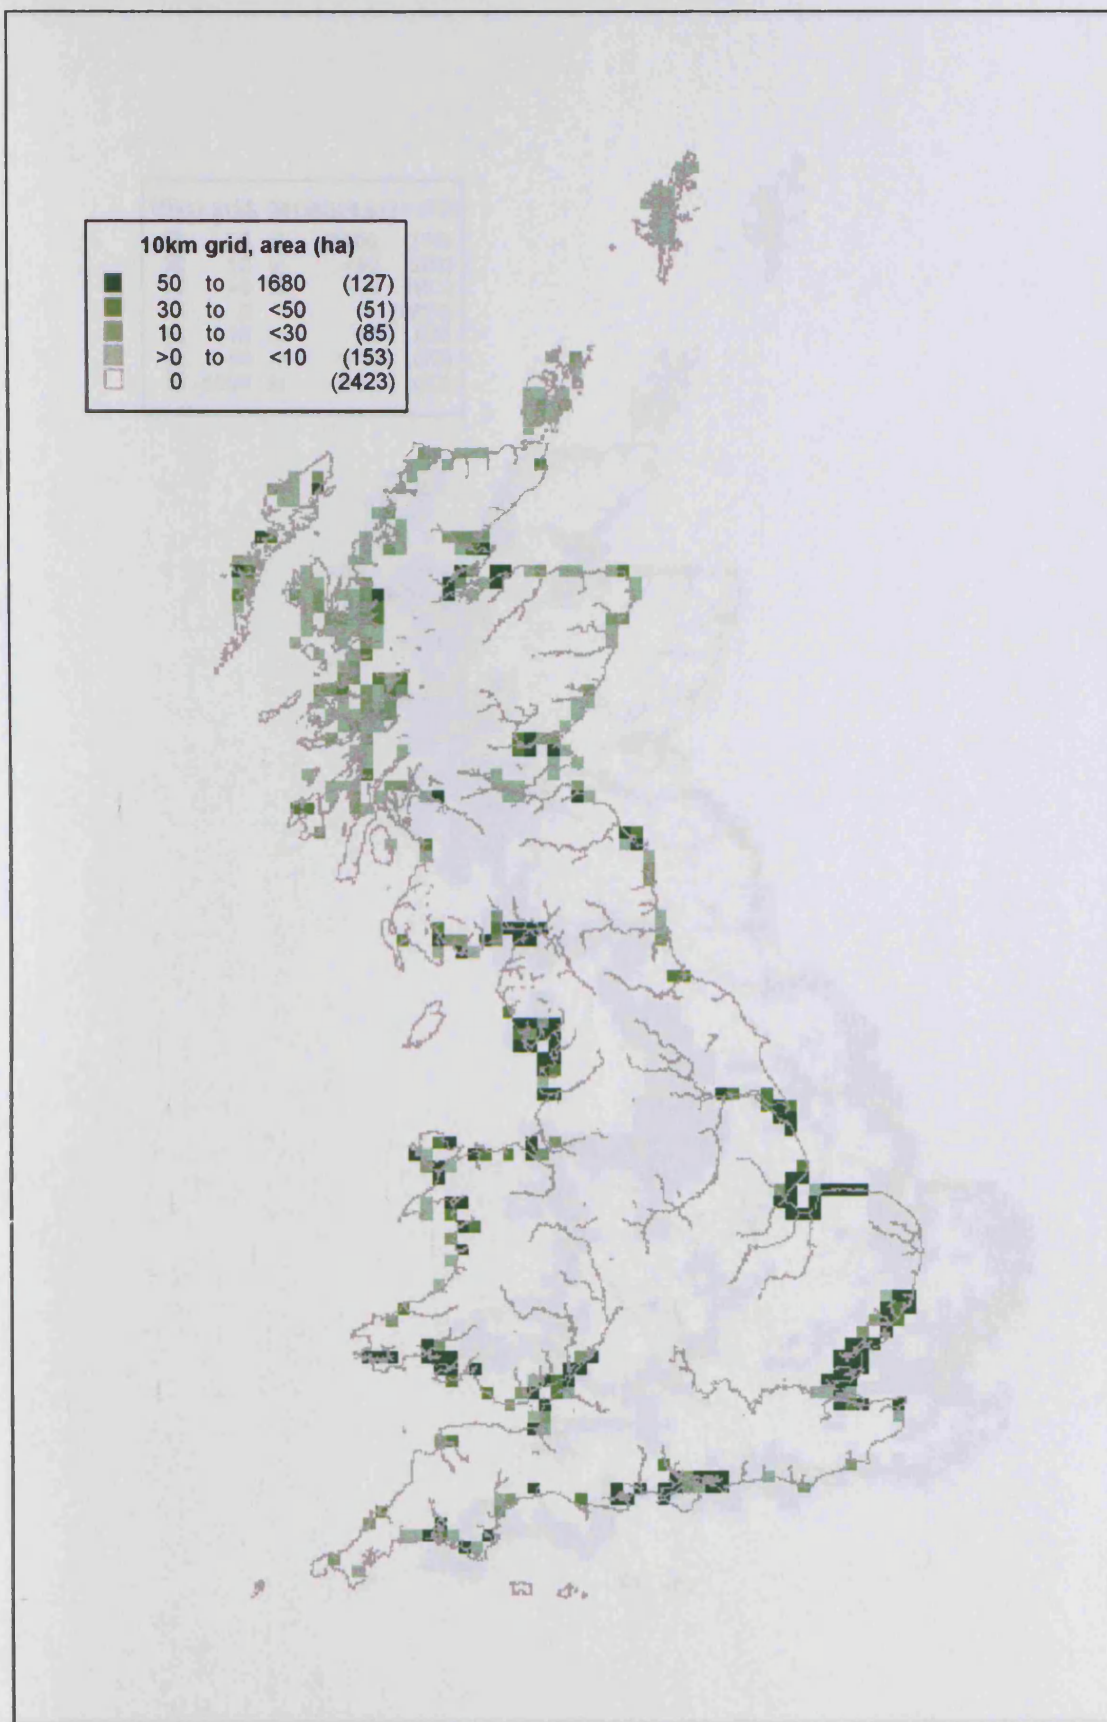 10km grid, area (ha)
50 to 1680 (127)
30 to <50 (51)
10 to <30 (85)
>0 to <10 (153)
0 (2423)